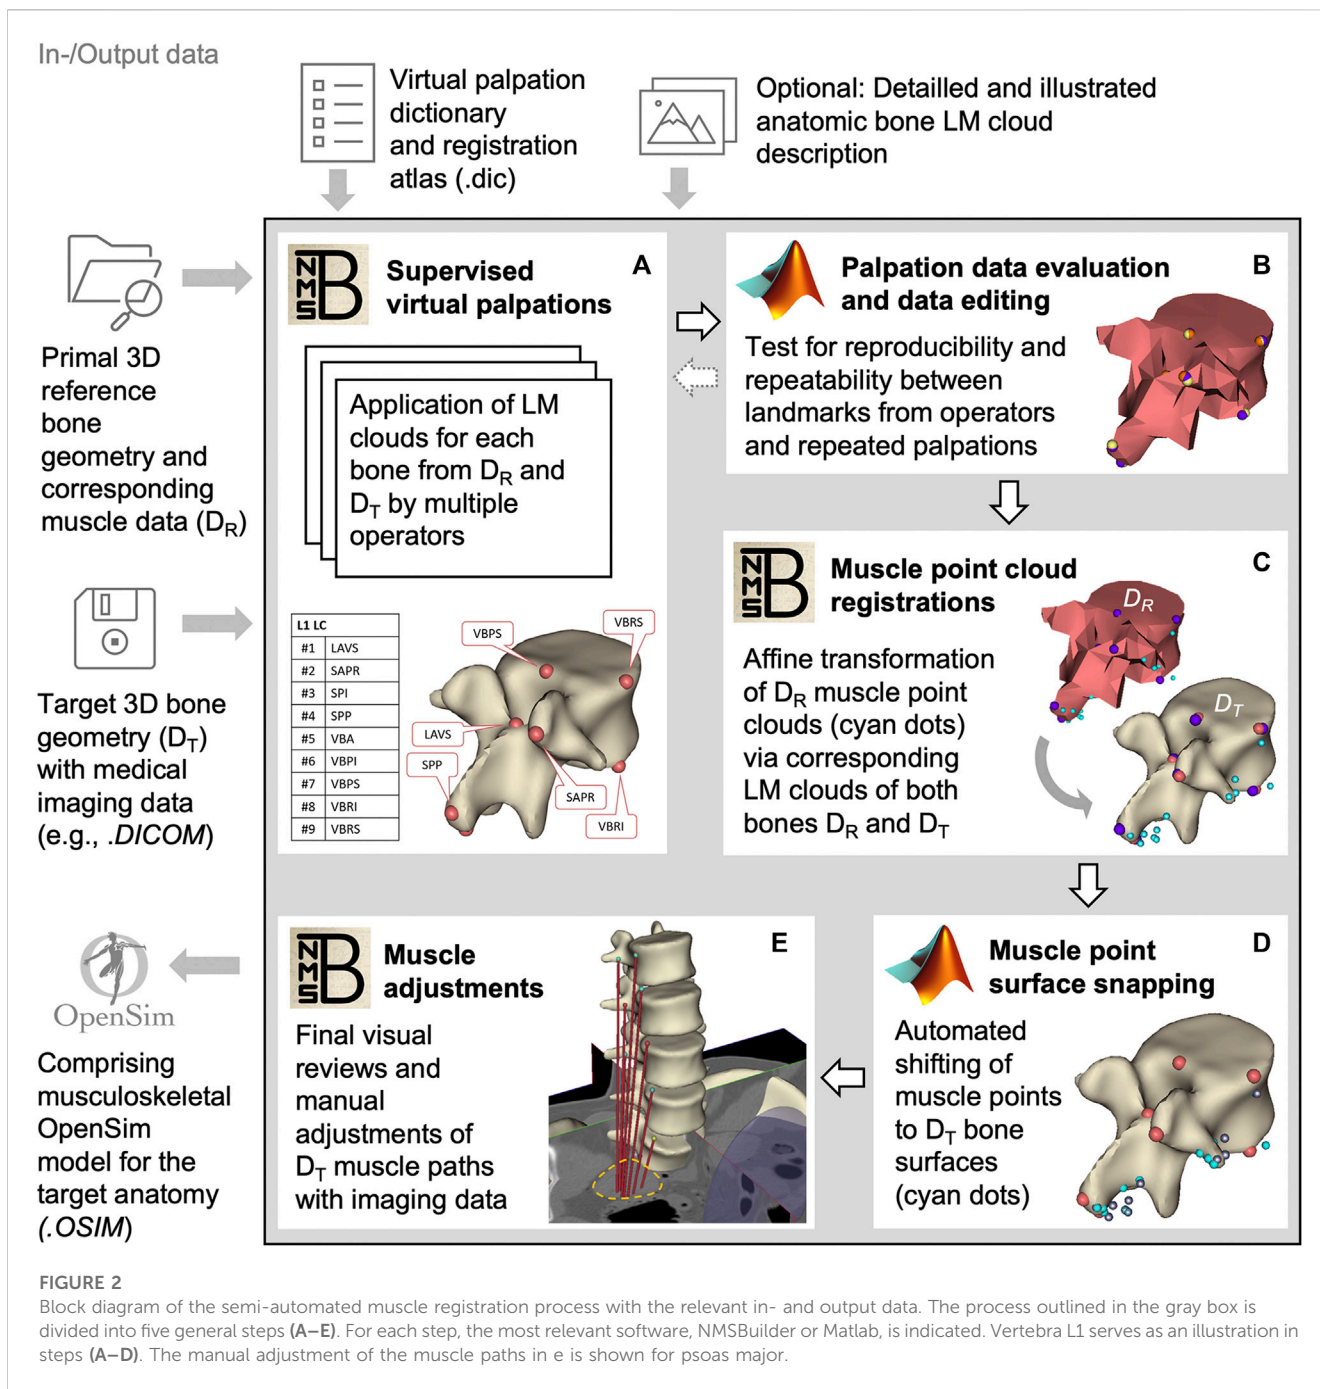 In-/Output data
Virtual palpation
dictionary
and registration
atlas (.dic)
Optional: Detailled and illustrated
anatomic bone LM cloud
description
Primal 3D
reference
bone
geometry and
corresponding
muscle data (DR)
Target 3D bone
geometry (DT)
with medical
imaging data
(e.g., .DICOM)
OpenSim
Comprising
musculoskeletal
OpenSim
model for the
target anatomy
(.OSIM)
NMS B
Supervised
virtual palpations
A
Application of LM
clouds for each
bone from DR and
DT by multiple
operators
L1 LC
#1 LAVS
#2 SAPR
#3 SPI
#4 SPP
#5 VBA
#6 VBPI
#7 VBPS
#8 VBRI
#9 VBRS
VBPS
VBRS
LAVS
SPP
SAPR
VBRI
Palpation data evaluation
and data editing
B
Test for reproducibility and
repeatability between
landmarks from operators
and repeated palpations
NMS B
Muscle point cloud
registrations
C
Affine transformation
of DR muscle point
clouds (cyan dots)
via corresponding
LM clouds of both
bones DR and DT
DR
DT
Muscle point
surface snapping
D
Automated
shifting of
muscle points
to DT bone
surfaces
(cyan dots)
NMS B
Muscle
adjustments
E
Final visual
reviews and
manual
adjustments of
DT muscle paths
with imaging data
FIGURE 2
Block diagram of the semi-automated muscle registration process with the relevant in- and output data. The process outlined in the gray box is
divided into five general steps (A–E). For each step, the most relevant software, NMSBuilder or Matlab, is indicated. Vertebra L1 serves as an illustration in
steps (A–D). The manual adjustment of the muscle paths in e is shown for psoas major.